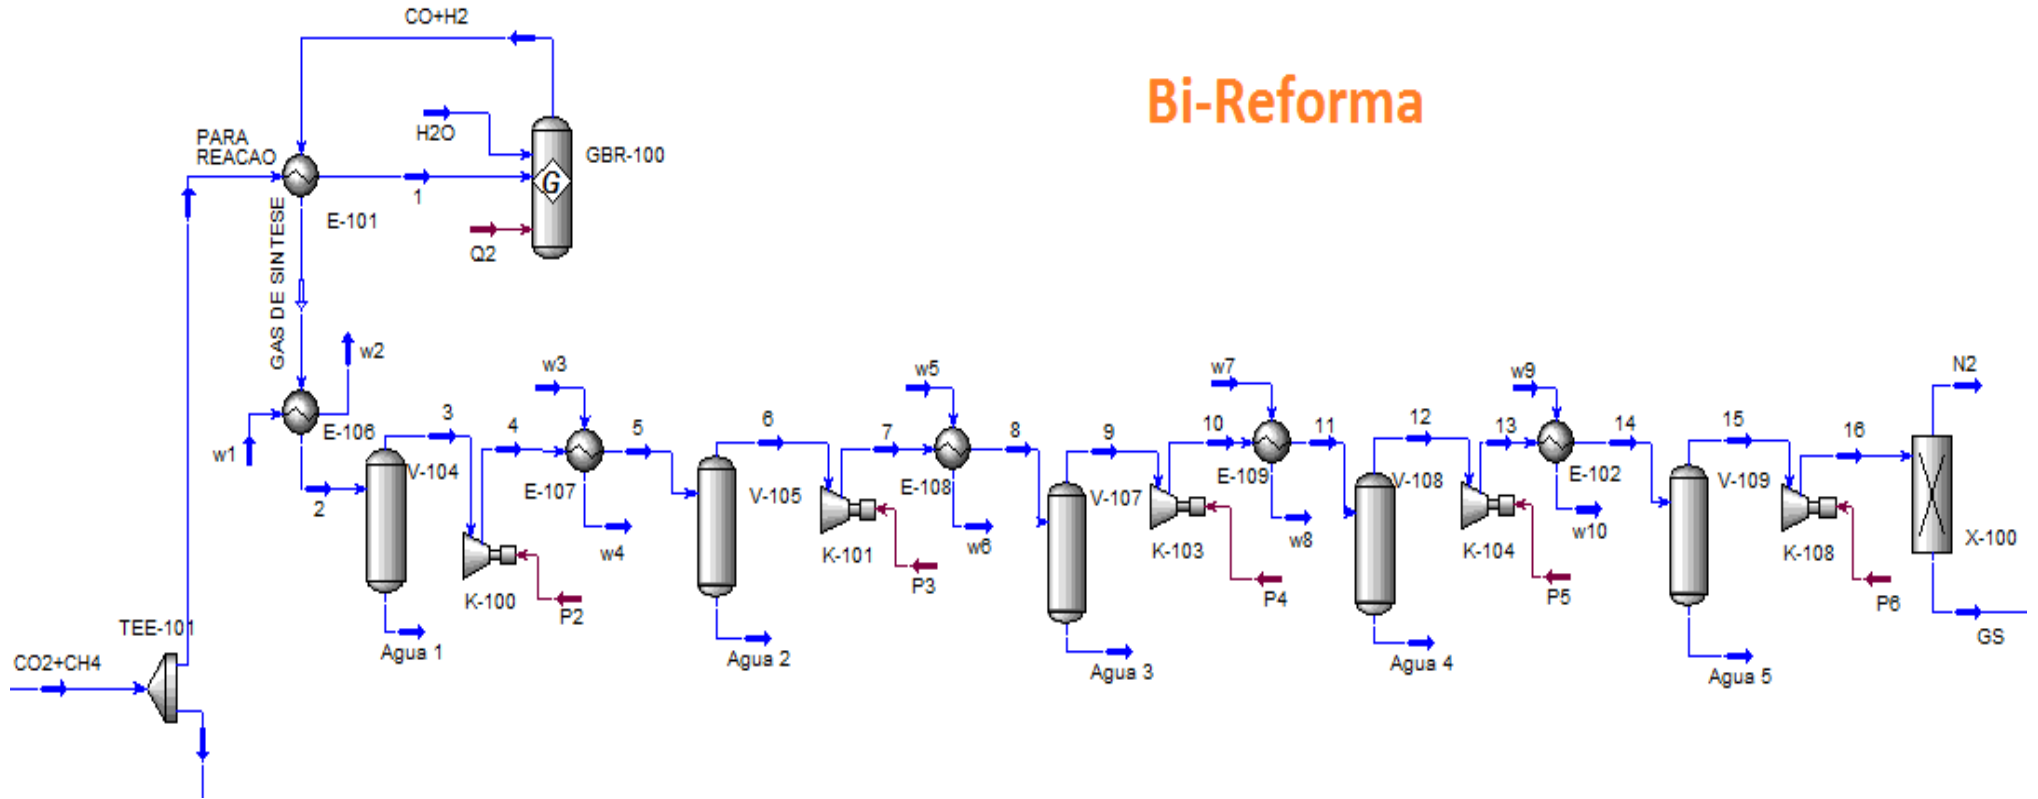 CO+H2
Bi-Reforma
H2O
PARA
REACAO
GBR-100
G
1
E-101
Q2
GAS DE SINTESE
w2
w1
E-106
2
3
V-104
4
w3
5
E-107
w4
K-100
P2
Agua 1
6
V-105
7
w5
8
E-108
w6
K-101
P3
Agua 2
9
V-107
10
w7
11
E-109
w8
K-103
P4
Agua 3
12
V-108
13
w9
14
E-102
w10
K-104
P5
Agua 4
15
V-109
16
N2
K-108
P6
X-100
GS
Agua 5
TEE-101
CO2+CH4